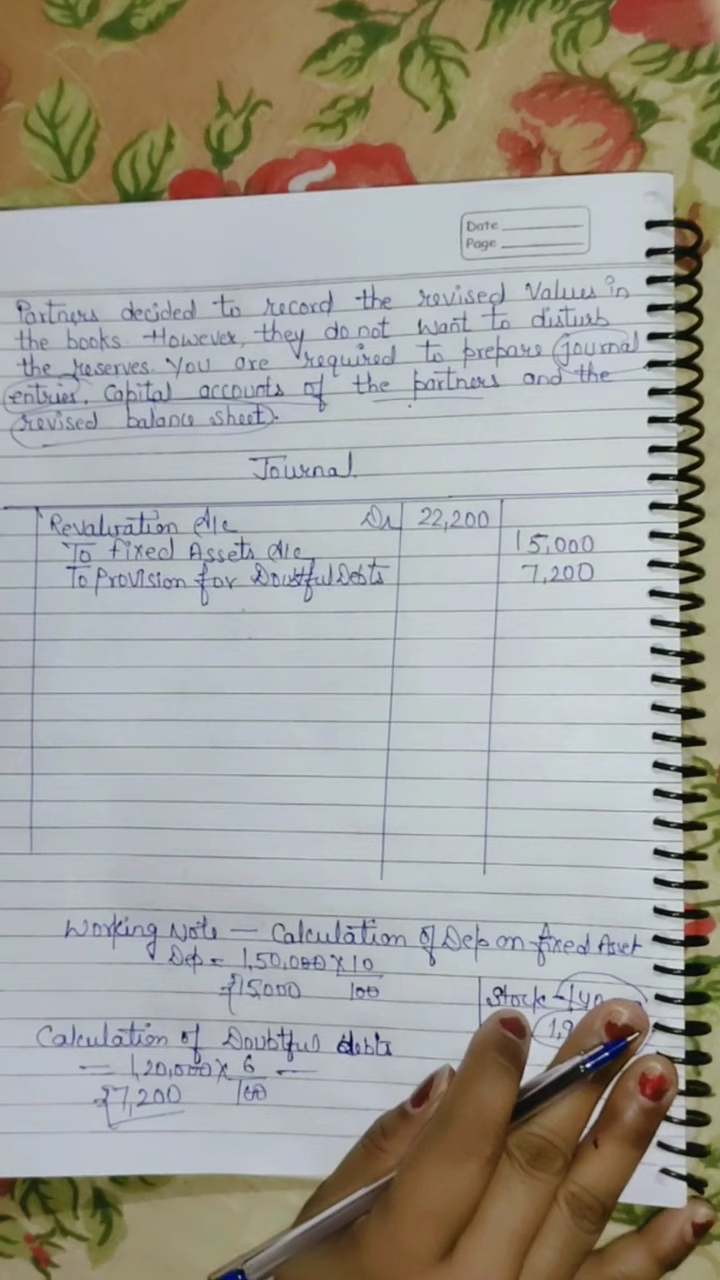 Date
Page
Partners decided to record the revised values in
the books. However, they do not want to disturb
the reserves. You are required to prepare journal
entries, Capital accounts of the partners and the
revised balance sheet.
Journal
Revaluation A/c Dr 22,200
To fixed Assets A/c 15,000
To Provision for Doubtful Debts 7,200
Working Note — Calculation of Dep on fixed Asset
Dep = 1,50,000 × 10
₹15,000 100
Stock -
Calculation of Doubtful debts
= 1,20,000 × 6
₹7,200 100